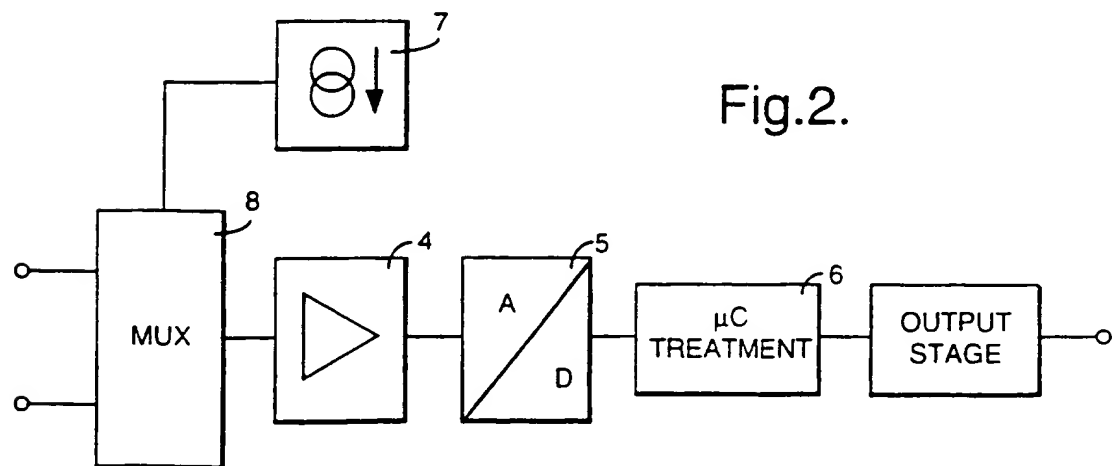 7
Fig.2.
8
MUX
4
5
A
D
6
μC
TREATMENT
OUTPUT
STAGE